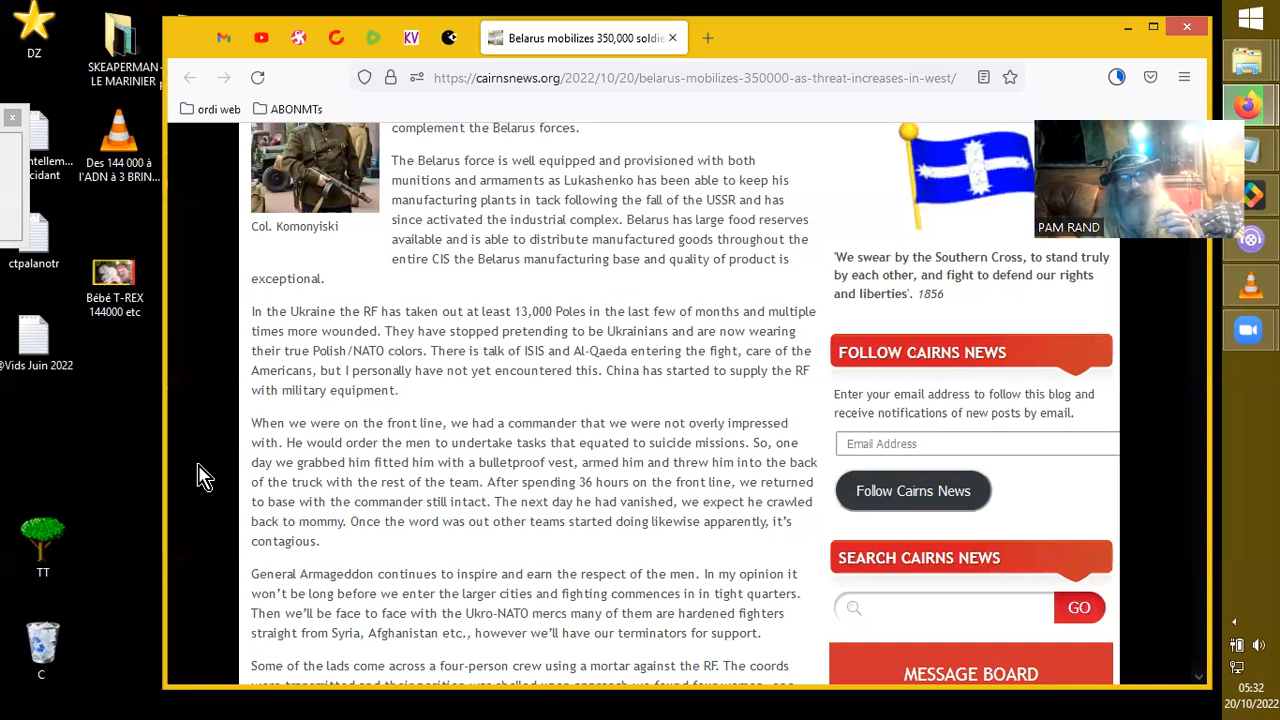 DZ
SKEAPERMAN-
LE MARINIER
ntellem...
cidant
Des 144 000 à
l'ADN à 3 BRIN...
ctpalanotr
Bébé T-REX
144000 etc
@Vids Juin 2022
TT
C
KV
Belarus mobilizes 350,000 soldie
https://cairnsnews.org/2022/10/20/belarus-mobilizes-350000-as-threat-increases-in-west/
ordi web
ABONMTs
complement the Belarus forces.
The Belarus force is well equipped and provisioned with both
munitions and armaments as Lukashenko has been able to keep his
manufacturing plants in tack following the fall of the USSR and has
since activated the industrial complex. Belarus has large food reserves
available and is able to distribute manufactured goods throughout the
entire CIS the Belarus manufacturing base and quality of product is
exceptional.
Col. Komonyiski
In the Ukraine the RF has taken out at least 13,000 Poles in the last few of months and multiple
times more wounded. They have stopped pretending to be Ukrainians and are now wearing
their true Polish/NATO colors. There is talk of ISIS and Al-Qaeda entering the fight, care of the
Americans, but I personally have not yet encountered this. China has started to supply the RF
with military equipment.
When we were on the front line, we had a commander that we were not overly impressed
with. He would order the men to undertake tasks that equated to suicide missions. So, one
day we grabbed him fitted him with a bulletproof vest, armed him and threw him into the back
of the truck with the rest of the team. After spending 36 hours on the front line, we returned
to base with the commander still intact. The next day he had vanished, we expect he crawled
back to mommy. Once the word was out other teams started doing likewise apparently, it's
contagious.
General Armageddon continues to inspire and earn the respect of the men. In my opinion it
won't be long before we enter the larger cities and fighting commences in in tight quarters.
Then we'll be face to face with the Ukro-NATO mercs many of them are hardened fighters
straight from Syria, Afghanistan etc., however we'll have our terminators for support.
Some of the lads come across a four-person crew using a mortar against the RF. The coords
PAM RAND
'We swear by the Southern Cross, to stand truly
by each other, and fight to defend our rights
and liberties'. 1856
FOLLOW CAIRNS NEWS
Enter your email address to follow this blog and
receive notifications of new posts by email.
Email Address
Follow Cairns News
SEARCH CAIRNS NEWS
GO
MESSAGE BOARD
05:32
20/10/2022